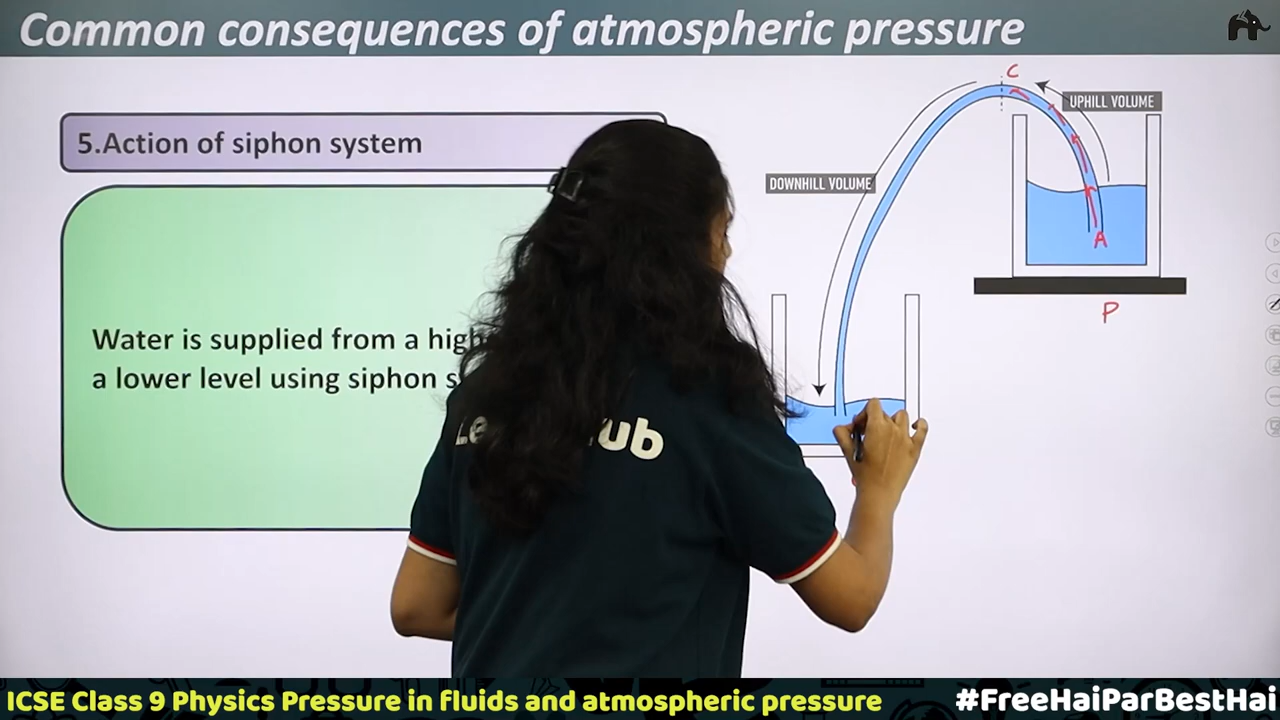 Common consequences of atmospheric pressure
5.Action of siphon system
Water is supplied from a
a lower level using siphon
DOWNHILL VOLUME
UPHILL VOLUME
C
A
P
ub
ICSE Class 9 Physics Pressure in fluids and atmospheric pressure
#FreeHaiParBestHai